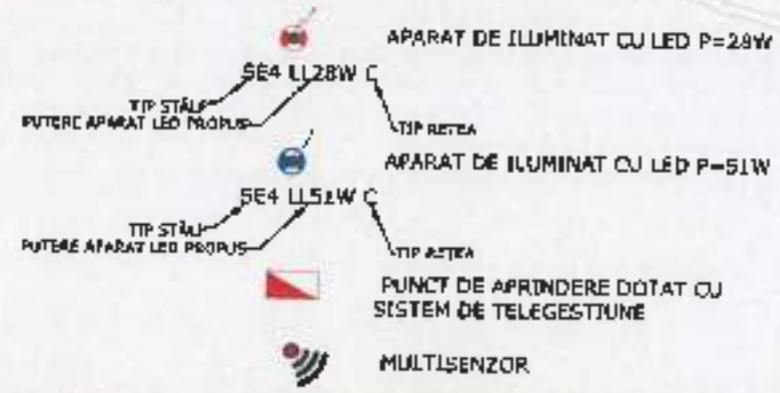 APARAT DE ILUMINAT CU LED P=28W
SE4 LL28W C
TIP STÂLP
PUTERE APARAT LED PROPUS
TIP RETEA
APARAT DE ILUMINAT CU LED P=51W
SE4 LL51W C
TIP STÂLP
PUTERE APARAT LED PROPUS
TIP RETEA
PUNCT DE APRINDERE DOTAT CU
SISTEM DE TELEGESTIUNE
MULTISENZOR